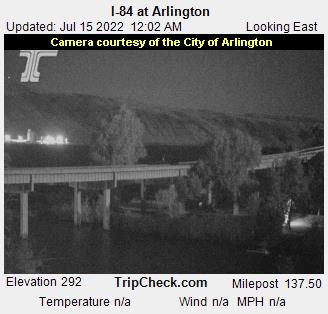 I-84 at Arlington
Updated: Jul 15 2022 12:02 AM Looking East
Camera courtesy of the City of Arlington
Elevation 292 TripCheck.com Milepost 137.50
Temperature n/a Wind n/a MPH n/a